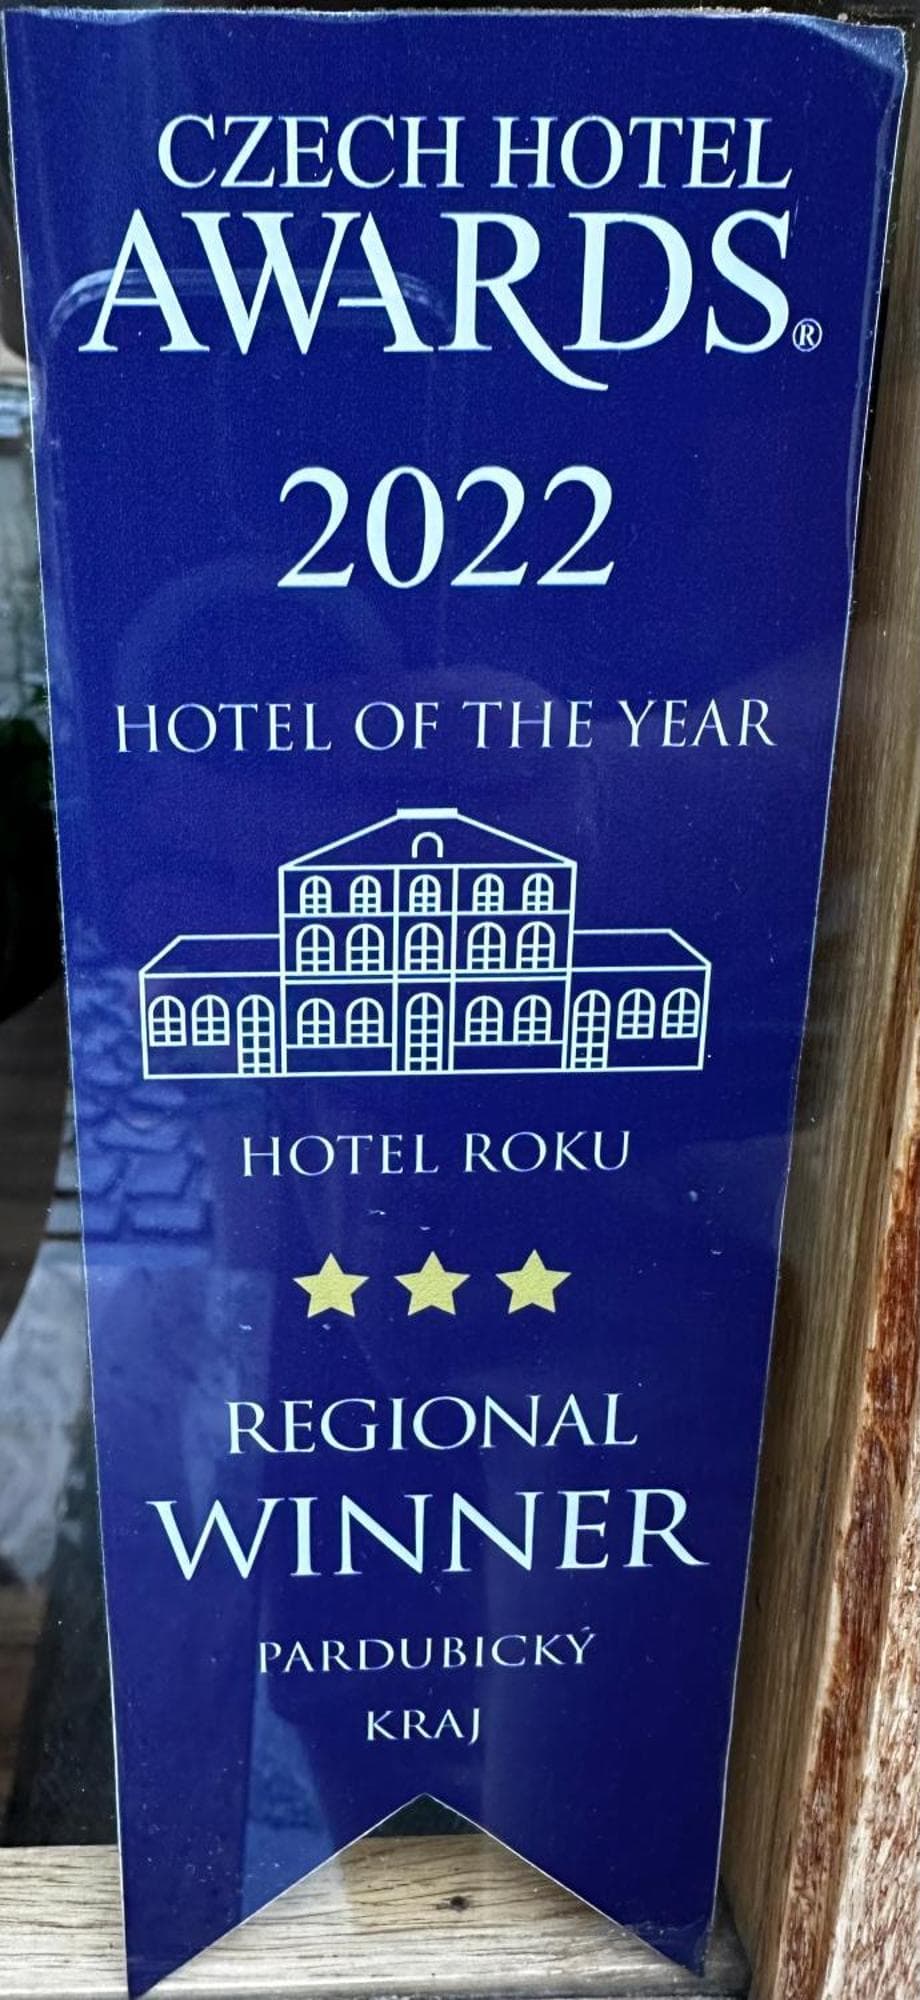 CZECH HOTEL
AWARDS®
2022
HOTEL OF THE YEAR
HOTEL ROKU
REGIONAL
WINNER
PARDUBICKÝ
KRAJ